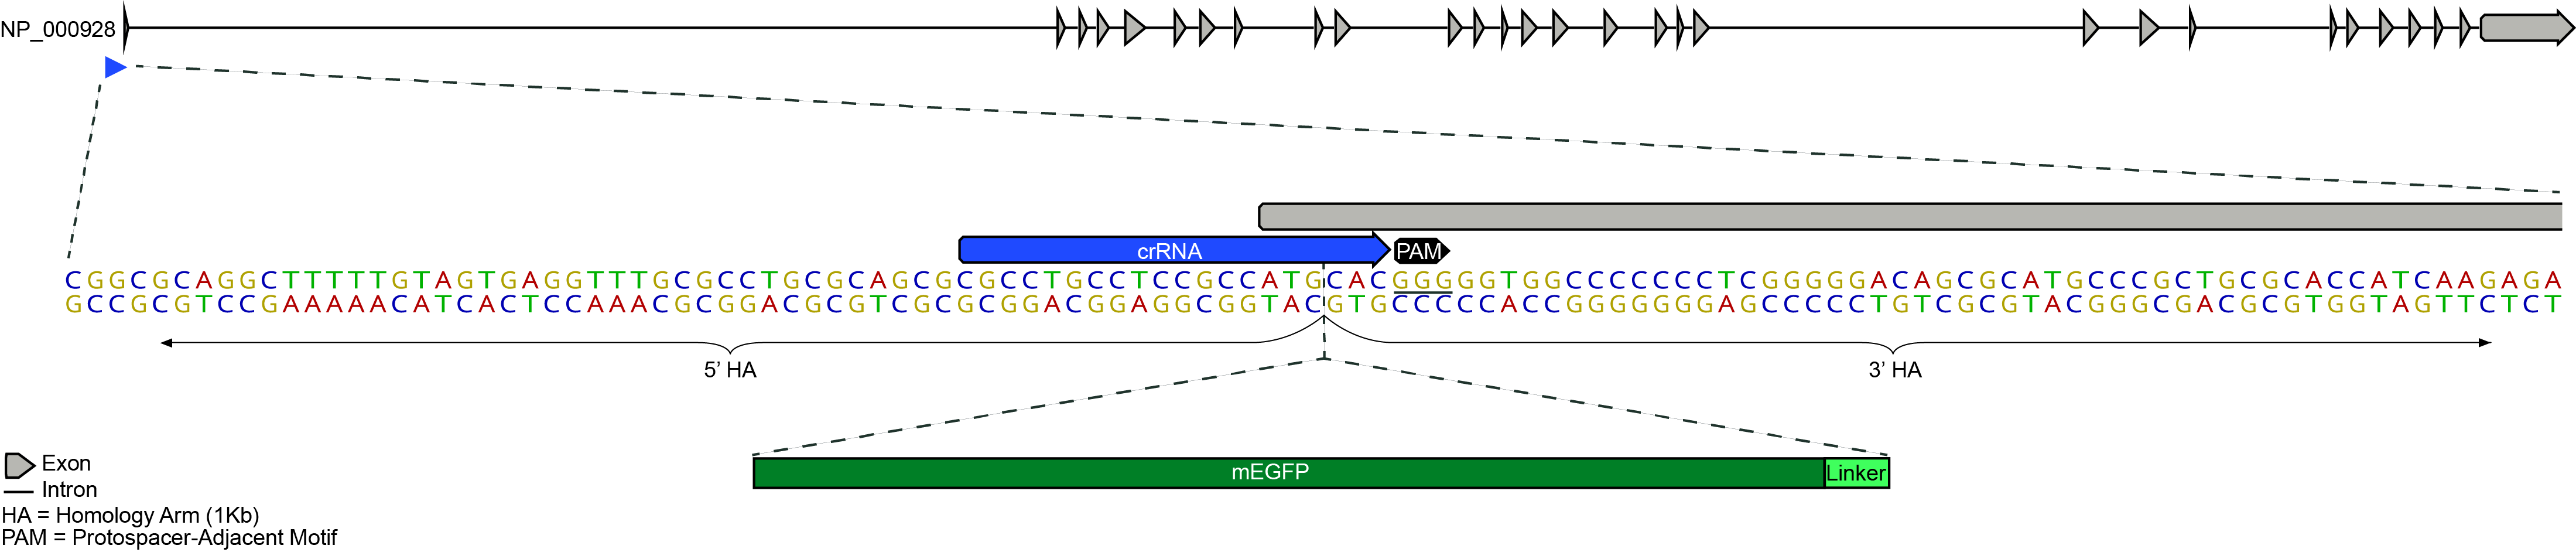 NP_000928
crRNA
PAM
CGGCGCAGGCTTTTTGTAGTGAGGTTTGCGCCTGCGCAGCGCGCCTGCCTCCGCCATGCACGGGGGTGGCCCCCCCTCGGGGGACAGCGCATGCCCGCTGCGCACCATCAAGAGA
GCCGCGTCCGAAAAACATCACTCCAAACGCGGACGCGTCGCGCGGACGGAGGCGGTACGTGCCCCCACCGGGGGGGAGCCCCCTGTCGCGTACGGGCGACGCGTGGTAGTTCTCT
5’ HA
3’ HA
mEGFP
Linker
Exon
Intron
HA = Homology Arm (1Kb)
PAM = Protospacer-Adjacent Motif